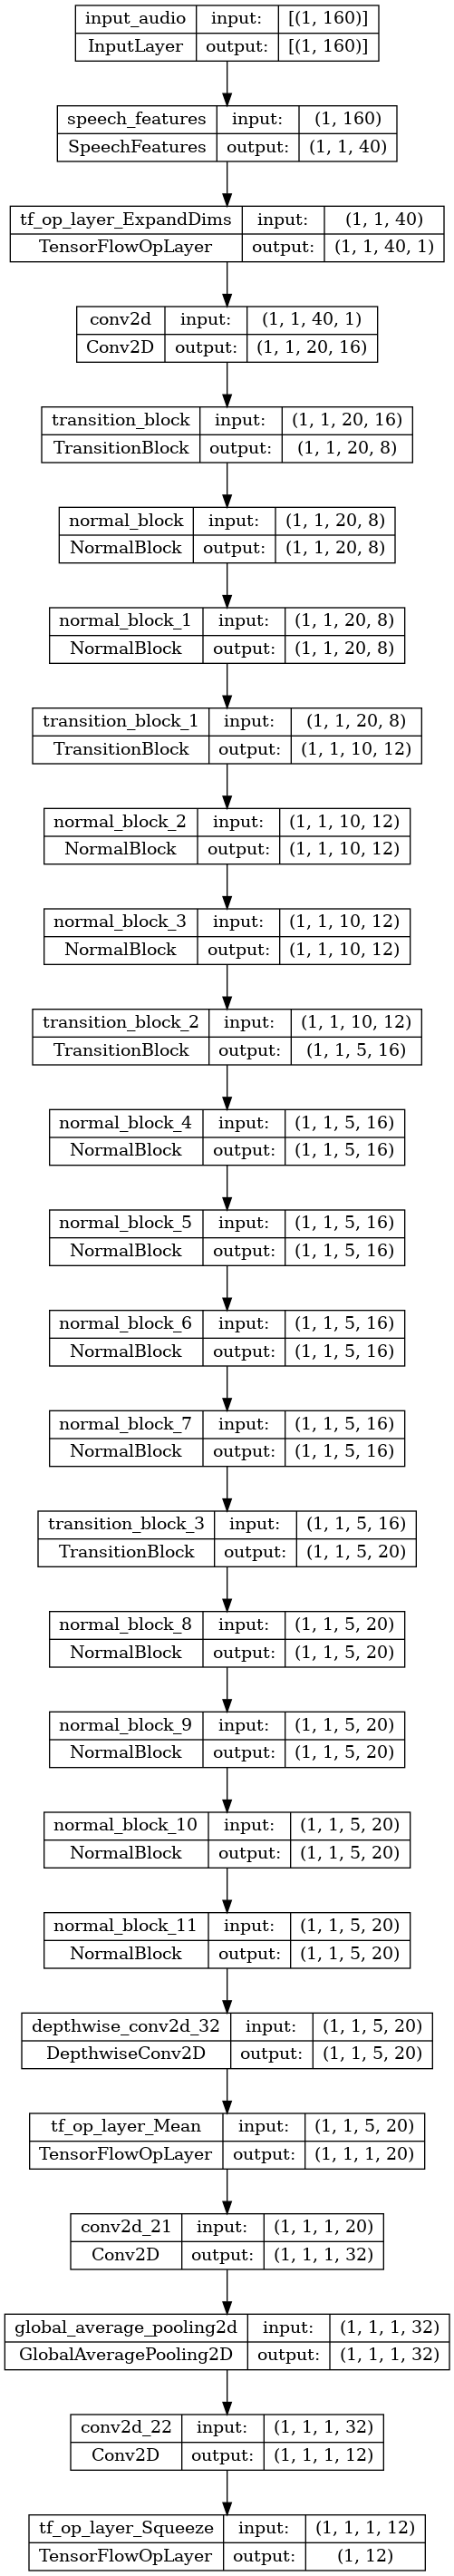 input_audio input: [(1, 160)]
InputLayer output: [(1, 160)]
speech_features input: (1, 160)
SpeechFeatures output: (1, 1, 40)
tf_op_layer_ExpandDims input: (1, 1, 40)
TensorFlowOpLayer output: (1, 1, 40, 1)
conv2d input: (1, 1, 40, 1)
Conv2D output: (1, 1, 20, 16)
transition_block input: (1, 1, 20, 16)
TransitionBlock output: (1, 1, 20, 8)
normal_block input: (1, 1, 20, 8)
NormalBlock output: (1, 1, 20, 8)
normal_block_1 input: (1, 1, 20, 8)
NormalBlock output: (1, 1, 20, 8)
transition_block_1 input: (1, 1, 20, 8)
TransitionBlock output: (1, 1, 10, 12)
normal_block_2 input: (1, 1, 10, 12)
NormalBlock output: (1, 1, 10, 12)
normal_block_3 input: (1, 1, 10, 12)
NormalBlock output: (1, 1, 10, 12)
transition_block_2 input: (1, 1, 10, 12)
TransitionBlock output: (1, 1, 5, 16)
normal_block_4 input: (1, 1, 5, 16)
NormalBlock output: (1, 1, 5, 16)
normal_block_5 input: (1, 1, 5, 16)
NormalBlock output: (1, 1, 5, 16)
normal_block_6 input: (1, 1, 5, 16)
NormalBlock output: (1, 1, 5, 16)
normal_block_7 input: (1, 1, 5, 16)
NormalBlock output: (1, 1, 5, 16)
transition_block_3 input: (1, 1, 5, 16)
TransitionBlock output: (1, 1, 5, 20)
normal_block_8 input: (1, 1, 5, 20)
NormalBlock output: (1, 1, 5, 20)
normal_block_9 input: (1, 1, 5, 20)
NormalBlock output: (1, 1, 5, 20)
normal_block_10 input: (1, 1, 5, 20)
NormalBlock output: (1, 1, 5, 20)
normal_block_11 input: (1, 1, 5, 20)
NormalBlock output: (1, 1, 5, 20)
depthwise_conv2d_32 input: (1, 1, 5, 20)
DepthwiseConv2D output: (1, 1, 5, 20)
tf_op_layer_Mean input: (1, 1, 5, 20)
TensorFlowOpLayer output: (1, 1, 1, 20)
conv2d_21 input: (1, 1, 1, 20)
Conv2D output: (1, 1, 1, 32)
global_average_pooling2d input: (1, 1, 1, 32)
GlobalAveragePooling2D output: (1, 1, 1, 32)
conv2d_22 input: (1, 1, 1, 32)
Conv2D output: (1, 1, 1, 12)
tf_op_layer_Squeeze input: (1, 1, 1, 12)
TensorFlowOpLayer output: (1, 12)